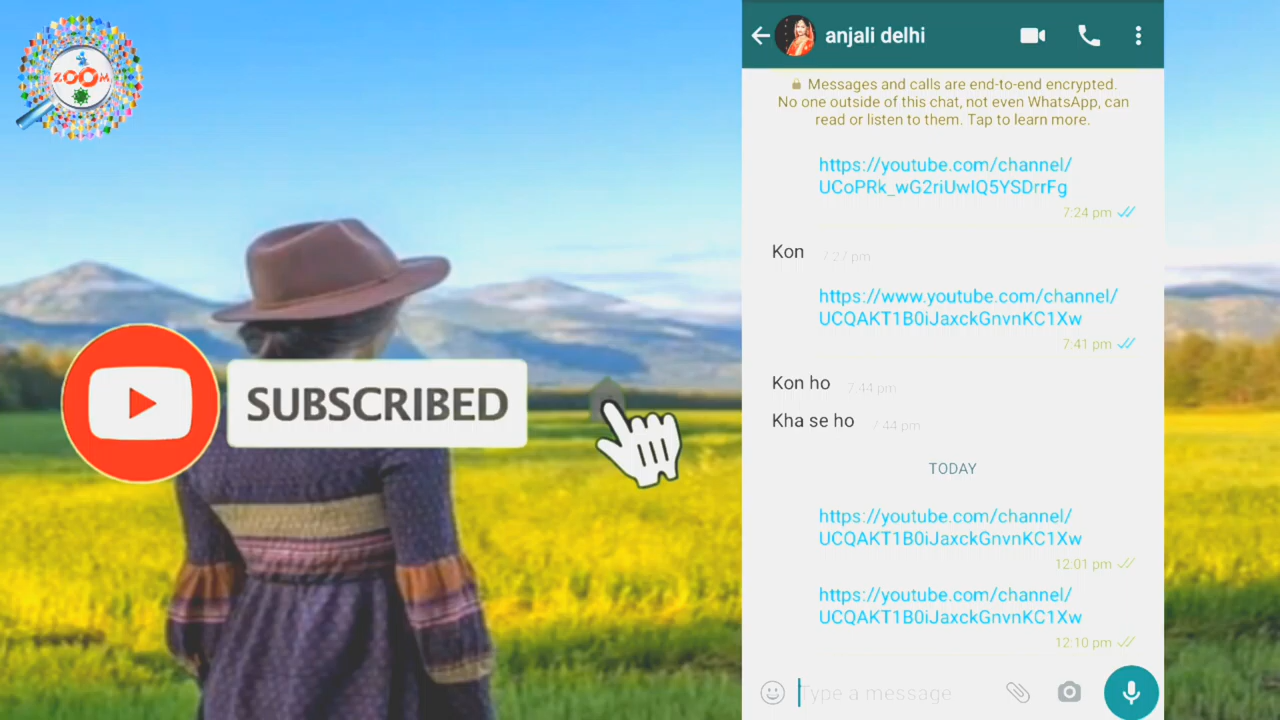 ZOOM
SUBSCRIBED
anjali delhi
Messages and calls are end-to-end encrypted.
No one outside of this chat, not even WhatsApp, can
read or listen to them. Tap to learn more.
https://youtube.com/channel/
UCoPRk_wG2riUwIQ5YSDrrFg
7:24 pm
Kon 7:27 pm
https://www.youtube.com/channel/
UCQAKT1B0iJaxckGnvnKC1Xw
7:41 pm
Kon ho 7:44 pm
Kha se ho 7:44 pm
TODAY
https://youtube.com/channel/
UCQAKT1B0iJaxckGnvnKC1Xw
12:01 pm
https://youtube.com/channel/
UCQAKT1B0iJaxckGnvnKC1Xw
12:10 pm
Type a message